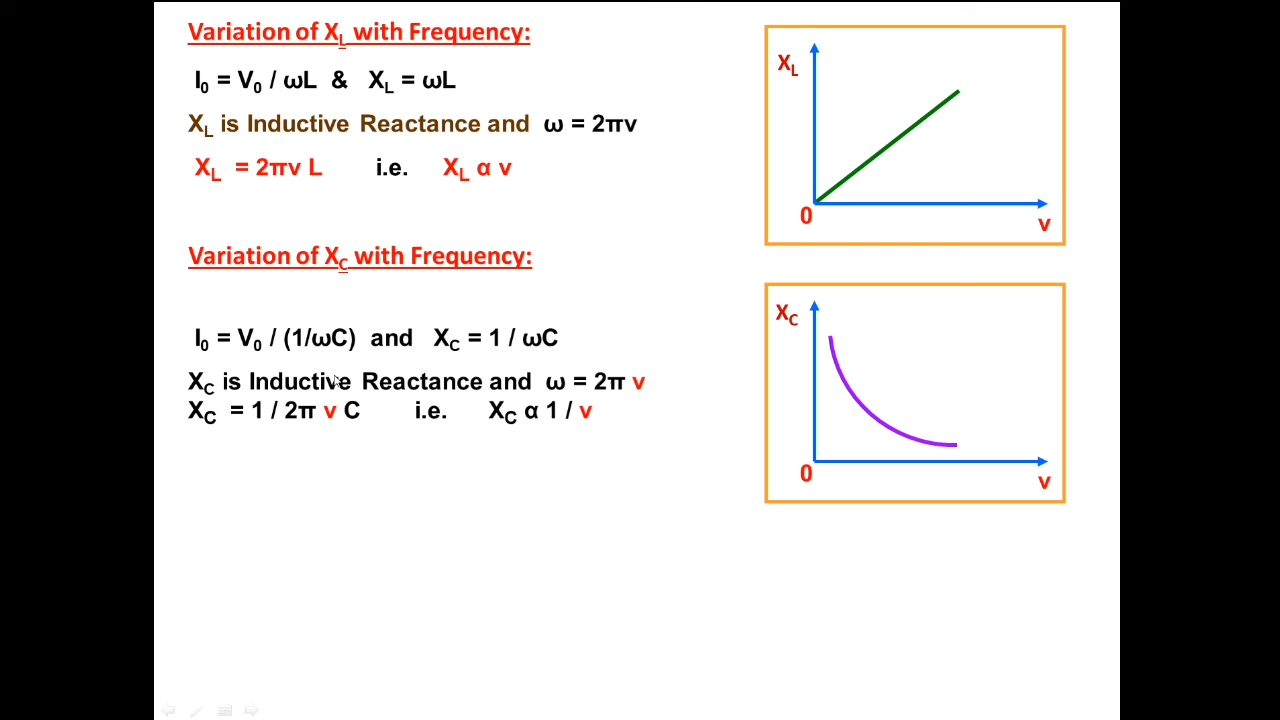 Variation of XL with Frequency:
I0 = V0 / ωL & XL = ωL
XL is Inductive Reactance and ω = 2πν
XL = 2πν L i.e. XL α ν
XL
0
ν
Variation of XC with Frequency:
I0 = V0 / (1/ωC) and XC = 1 / ωC
XC is Inductive Reactance and ω = 2π ν
XC = 1 / 2π ν C i.e. XC α 1 / ν
XC
0
ν